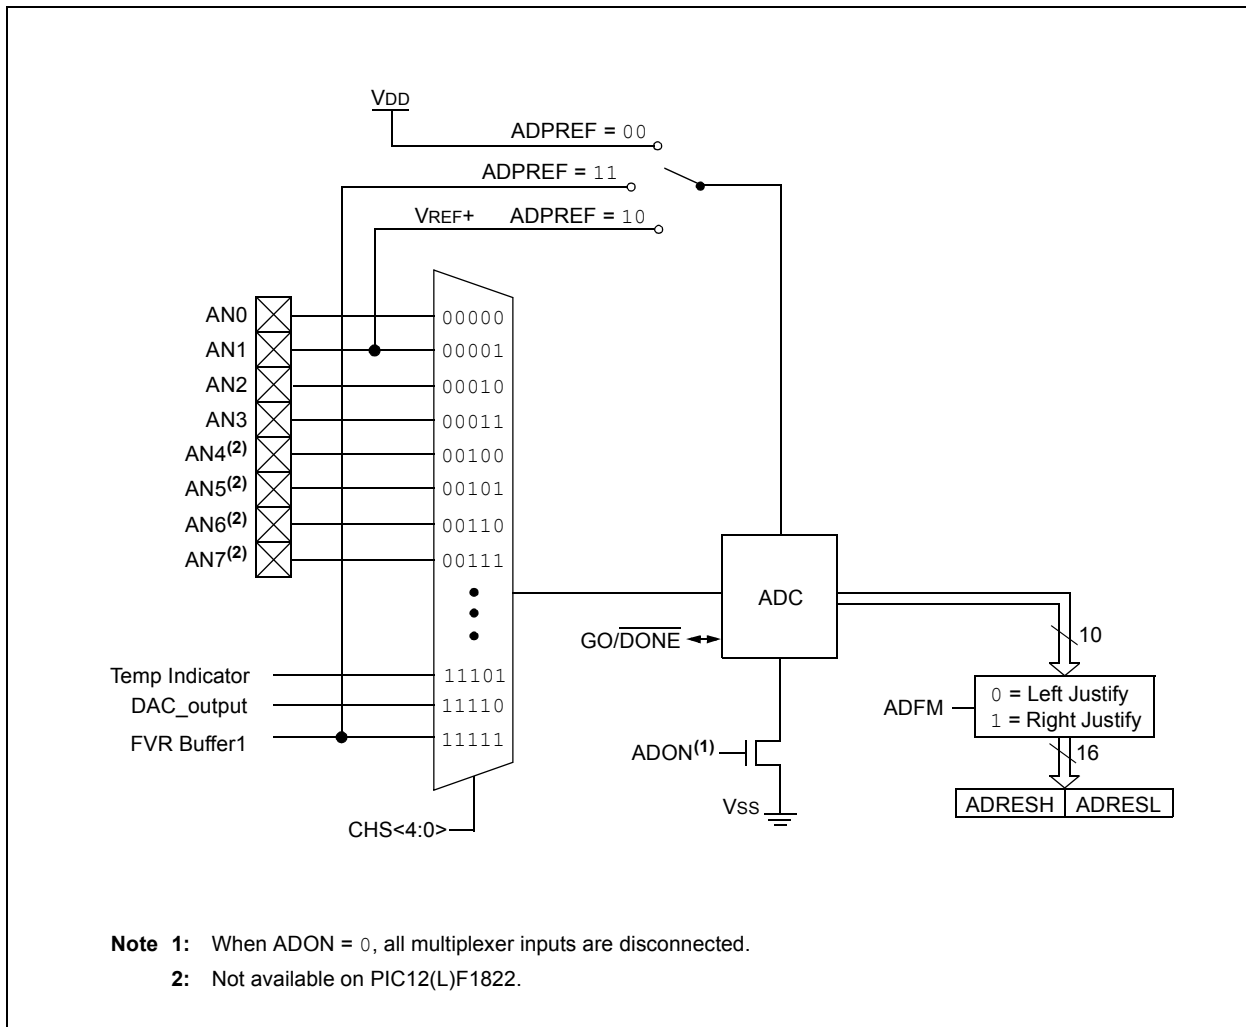 VDD
ADPREF = 00
ADPREF = 11
VREF+ ADPREF = 10
AN0
00000
AN1
00001
AN2
00010
AN3
00011
AN4(2)
00100
AN5(2)
00101
AN6(2)
00110
AN7(2)
00111
ADC
GO/DONE
10
Temp Indicator
11101
DAC_output
11110
FVR Buffer1
11111
ADFM
0 = Left Justify
1 = Right Justify
ADON(1)
16
VSS
ADRESH ADRESL
CHS<4:0>
Note 1: When ADON = 0, all multiplexer inputs are disconnected.
2: Not available on PIC12(L)F1822.